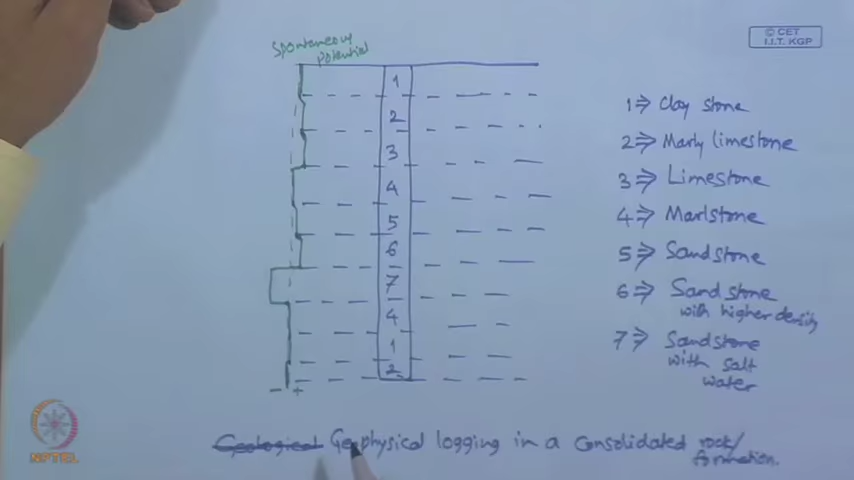 © CET
I.I.T. KGP
Spontaneous
potential
1
2
3
4
5
6
7
4
1
2
- +
1⇒ Clay stone
2⇒ Marly limestone
3⇒ Limestone
4⇒ Marlstone
5⇒ Sandstone
6⇒ Sandstone
with higher density
7⇒ Sandstone
with salt
water
Geological Geophysical logging in a consolidated rock/
formation.
NPTEL